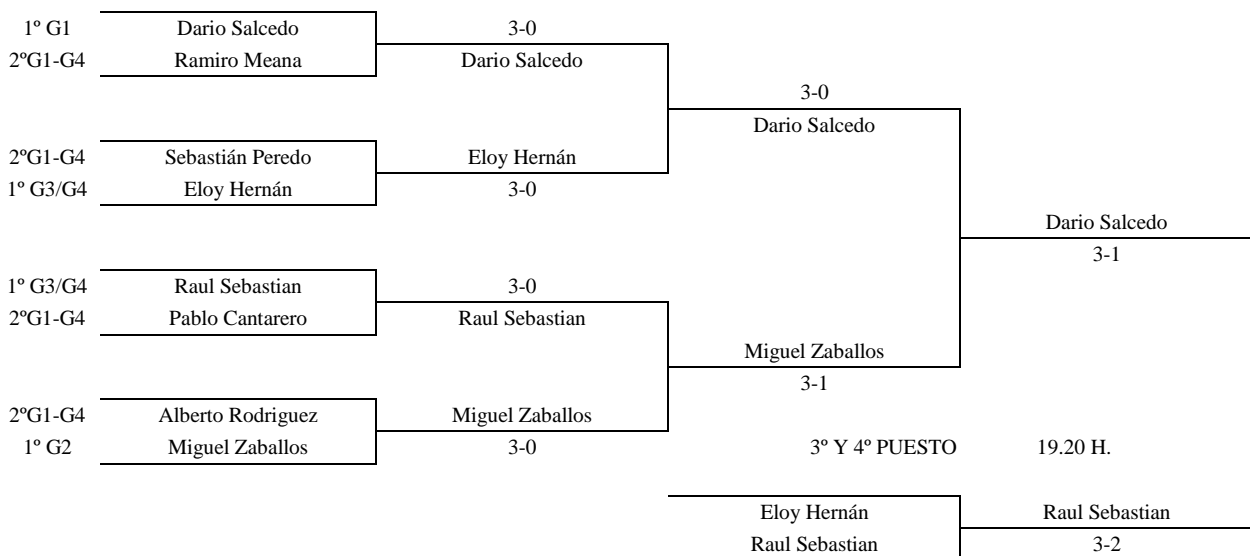 1º G1 Dario Salcedo 3-0
2ºG1-G4 Ramiro Meana Dario Salcedo
3-0
Dario Salcedo
2ºG1-G4 Sebastián Peredo Eloy Hernán
1º G3/G4 Eloy Hernán 3-0
Dario Salcedo
3-1
1º G3/G4 Raul Sebastian 3-0
2ºG1-G4 Pablo Cantarero Raul Sebastian
Miguel Zaballos
3-1
2ºG1-G4 Alberto Rodriguez Miguel Zaballos
1º G2 Miguel Zaballos 3-0 3º Y 4º PUESTO 19.20 H.
Eloy Hernán Raul Sebastian
Raul Sebastian 3-2